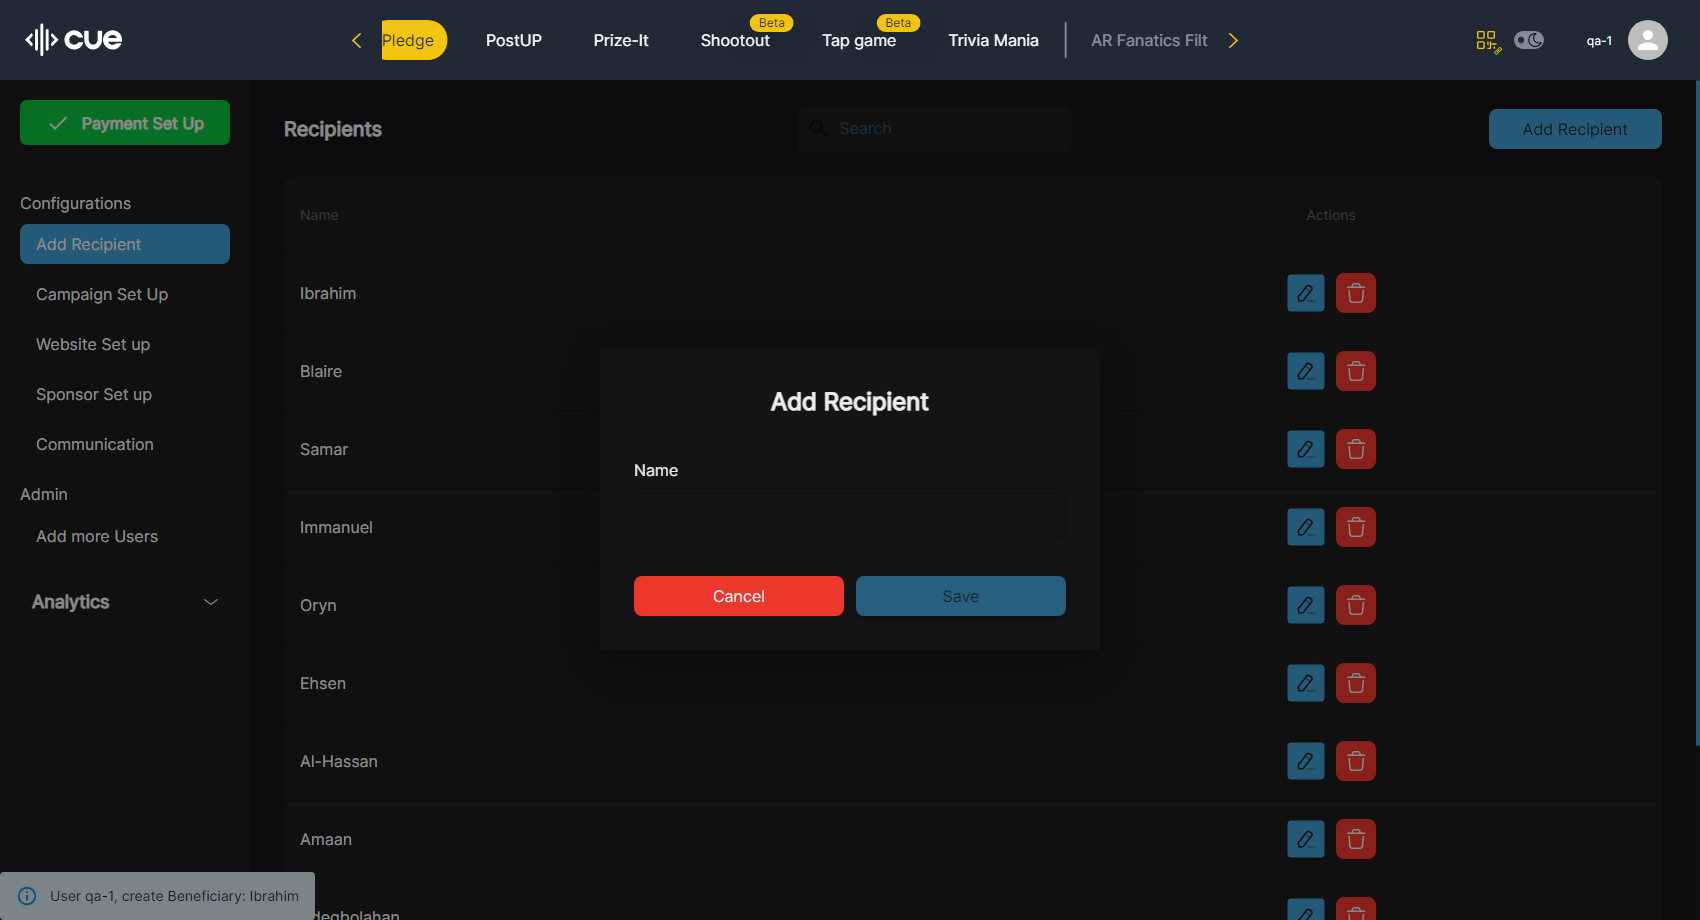 cue
Pledge
PostUP
Prize-It
Shootout
Beta
Tap game
Beta
Trivia Mania
AR Fanatics Filt
qa-1
Payment Set Up
Configurations
Add Recipient
Campaign Set Up
Website Set up
Sponsor Set up
Communication
Admin
Add more Users
Analytics
Recipients
Search
Add Recipient
Name
Actions
Ibrahim
Blaire
Samar
Immanuel
Oryn
Ehsen
Al-Hassan
Amaan
Add Recipient
Name
Cancel
Save
User qa-1, create Beneficiary: Ibrahim